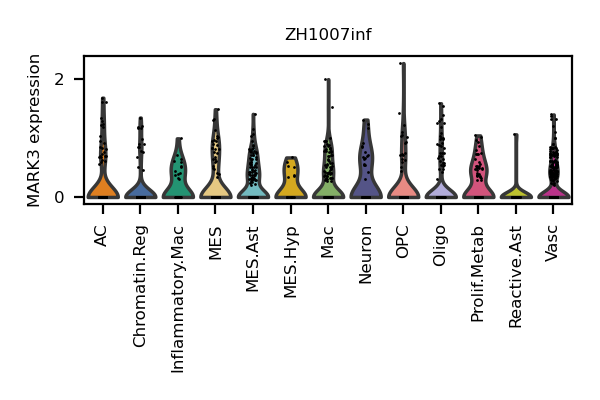 ZH1007inf
MARK3 expression
2
0
AC
Chromatin.Reg
Inflammatory.Mac
MES
MES.Ast
MES.Hyp
Mac
Neuron
OPC
Oligo
Prolif.Metab
Reactive.Ast
Vasc